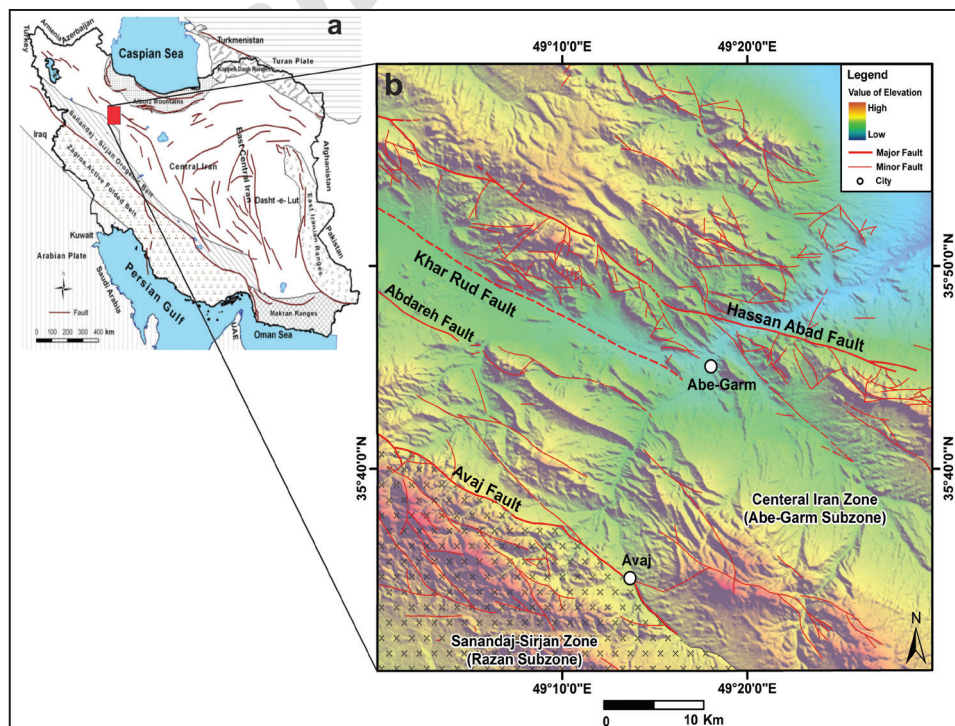 a
Armenia
Azerbaijan
Turkey
Caspian Sea
Turkmenistan
Turan Plate
Koppeh Dagh Ranges
Alborz Mountains
Iraq
Sanandaj - Sirjan Orogenic Belt
Zagros Active Folded Belt
Central Iran
East Central Iran
Dasht -e- Lut
East Iranian Ranges
Afghanistan
Pakistan
Kuwait
Arabian Plate
Saudi Arabia
Persian Gulf
UAE
Makran Ranges
Oman Sea
Fault
0 100 200 300 400 km
49°10'0"E
49°20'0"E
b
Legend
Value of Elevation
High
Low
Major Fault
Minor Fault
City
35°50'0"N
35°50'0"N
Khar Rud Fault
Abdareh Fault
Hassan Abad Fault
Abe-Garm
35°40'0"N
35°40'0"N
Avaj Fault
Centeral Iran Zone
(Abe-Garm Subzone)
Avaj
Sanandaj-Sirjan Zone
(Razan Subzone)
N
49°10'0"E
49°20'0"E
0 10 Km